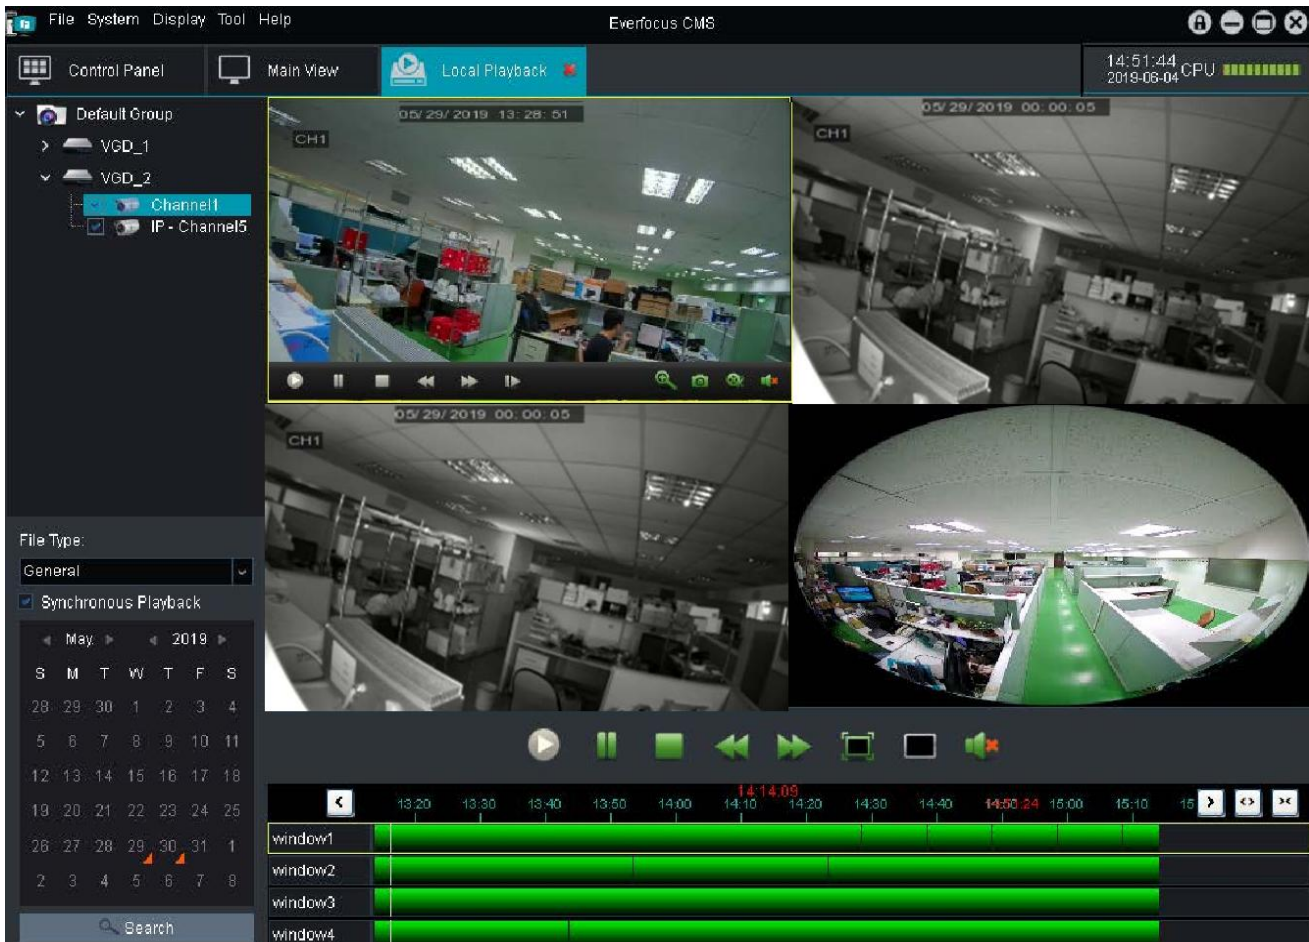 File System Display Tool Help
Everfocus CMS
Control Panel
Main View
Local Playback
14:51:44
2019-06-04
CPU
Default Group
VGD_1
VGD_2
Channel1
IP - Channel5
05/29/2019 13:28:51
CH1
05/29/2019 00:00:05
CH1
05/29/2019 00:00:05
CH1
File Type:
General
Synchronous Playback
May 2019
S M T W T F S
28 29 30 1 2 3 4
5 6 7 8 9 10 11
12 13 14 15 16 17 18
19 20 21 22 23 24 25
26 27 28 29 30 31 1
2 3 4 5 6 7 8
Search
14:14:09
13:20 13:30 13:40 13:50 14:00 14:10 14:20 14:30 14:40 15:00 15:10 15
window1
window2
window3
window4